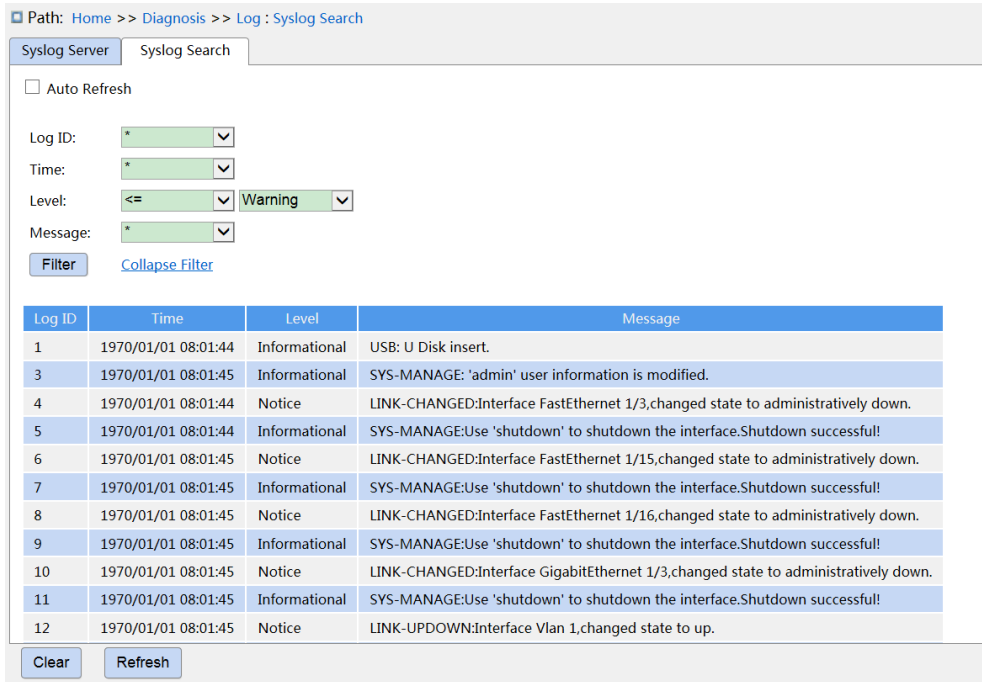 Path: Home >> Diagnosis >> Log : Syslog Search
Syslog Server Syslog Search
Auto Refresh
Log ID: *
Time: *
Level: <= Warning
Message: *
Filter Collapse Filter
Log ID Time Level Message
1 1970/01/01 08:01:44 Informational USB: U Disk insert.
3 1970/01/01 08:01:45 Informational SYS-MANAGE: 'admin' user information is modified.
4 1970/01/01 08:01:44 Notice LINK-CHANGED:Interface FastEthernet 1/3,changed state to administratively down.
5 1970/01/01 08:01:44 Informational SYS-MANAGE:Use 'shutdown' to shutdown the interface.Shutdown successful!
6 1970/01/01 08:01:45 Notice LINK-CHANGED:Interface FastEthernet 1/15,changed state to administratively down.
7 1970/01/01 08:01:45 Informational SYS-MANAGE:Use 'shutdown' to shutdown the interface.Shutdown successful!
8 1970/01/01 08:01:45 Notice LINK-CHANGED:Interface FastEthernet 1/16,changed state to administratively down.
9 1970/01/01 08:01:45 Informational SYS-MANAGE:Use 'shutdown' to shutdown the interface.Shutdown successful!
10 1970/01/01 08:01:45 Notice LINK-CHANGED:Interface GigabitEthernet 1/3,changed state to administratively down.
11 1970/01/01 08:01:45 Informational SYS-MANAGE:Use 'shutdown' to shutdown the interface.Shutdown successful!
12 1970/01/01 08:01:45 Notice LINK-UPDOWN:Interface Vlan 1,changed state to up.
Clear Refresh